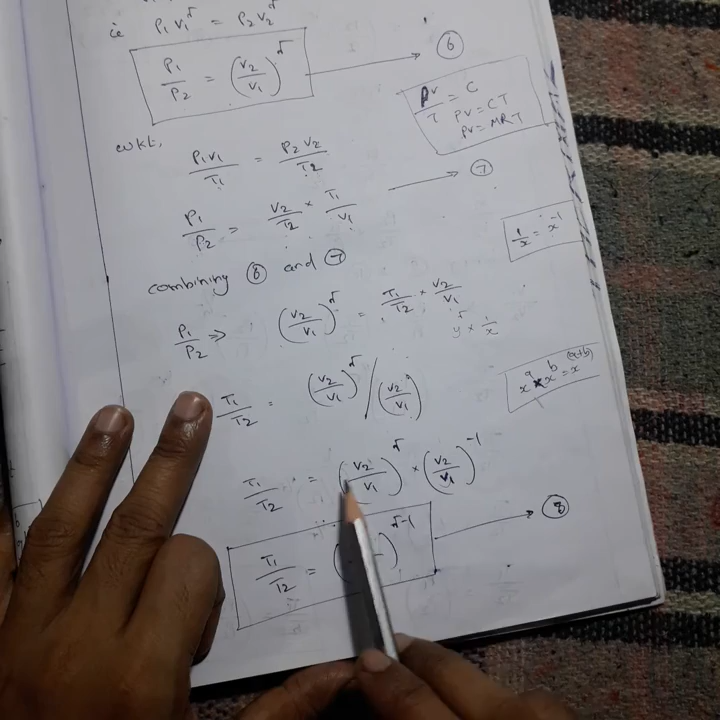 ie P₁V₁^r = P₂V₂^r
P₁/P₂ = (V₂/V₁)^r → ⑥
PV/T = C
PV = CT
PV = MRT
wkt,
P₁V₁/T₁ = P₂V₂/T₂
P₁/P₂ = V₂/T₂ × T₁/V₁ → ⑦
1/x = x⁻¹
combining ⑥ and ⑦
P₁/P₂ ⇒ (V₂/V₁)^r = T₁/T₂ × V₂/V₁
y × 1/x
T₁/T₂ = (V₂/V₁)^r / (V₂/V₁)
x^a × x^b = x^(a+b)
T₁/T₂ = (V₂/V₁)^r × (V₂/V₁)⁻¹
T₁/T₂ = ( )^r-1 → ⑧